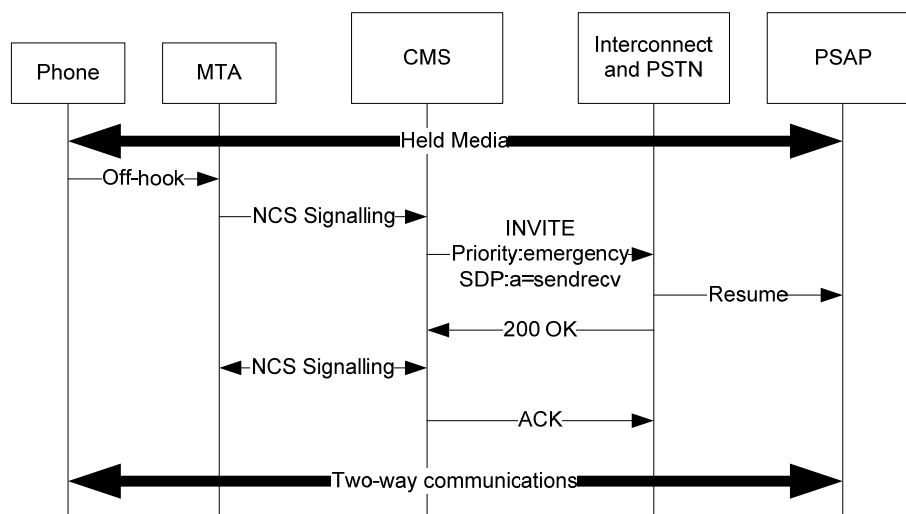 Phone
MTA
CMS
Interconnect
and PSTN
PSAP
Held Media
Off-hook
NCS Signalling
INVITE
Priority:emergency
SDP:a=sendrecv
Resume
200 OK
NCS Signalling
ACK
Two-way communications